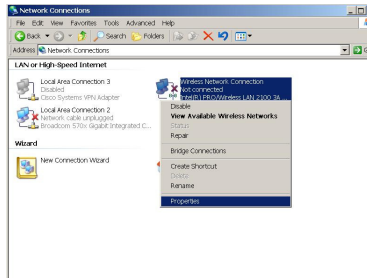 Network Connections
File Edit View Favorites Tools Advanced Help
Back Search Folders
Address Network Connections
LAN or High-Speed Internet
Local Area Connection 3
Disabled
Cisco Systems VPN Adapter
Wireless Network Connection
Not connected
Intel(R) PRO/Wireless LAN 2100 3A ...
Local Area Connection 2
Network cable unplugged
Broadcom 570x Gigabit Integrated C...
Disable
View Available Wireless Networks
Status
Repair
Bridge Connections
Create Shortcut
Delete
Rename
Properties
Wizard
New Connection Wizard